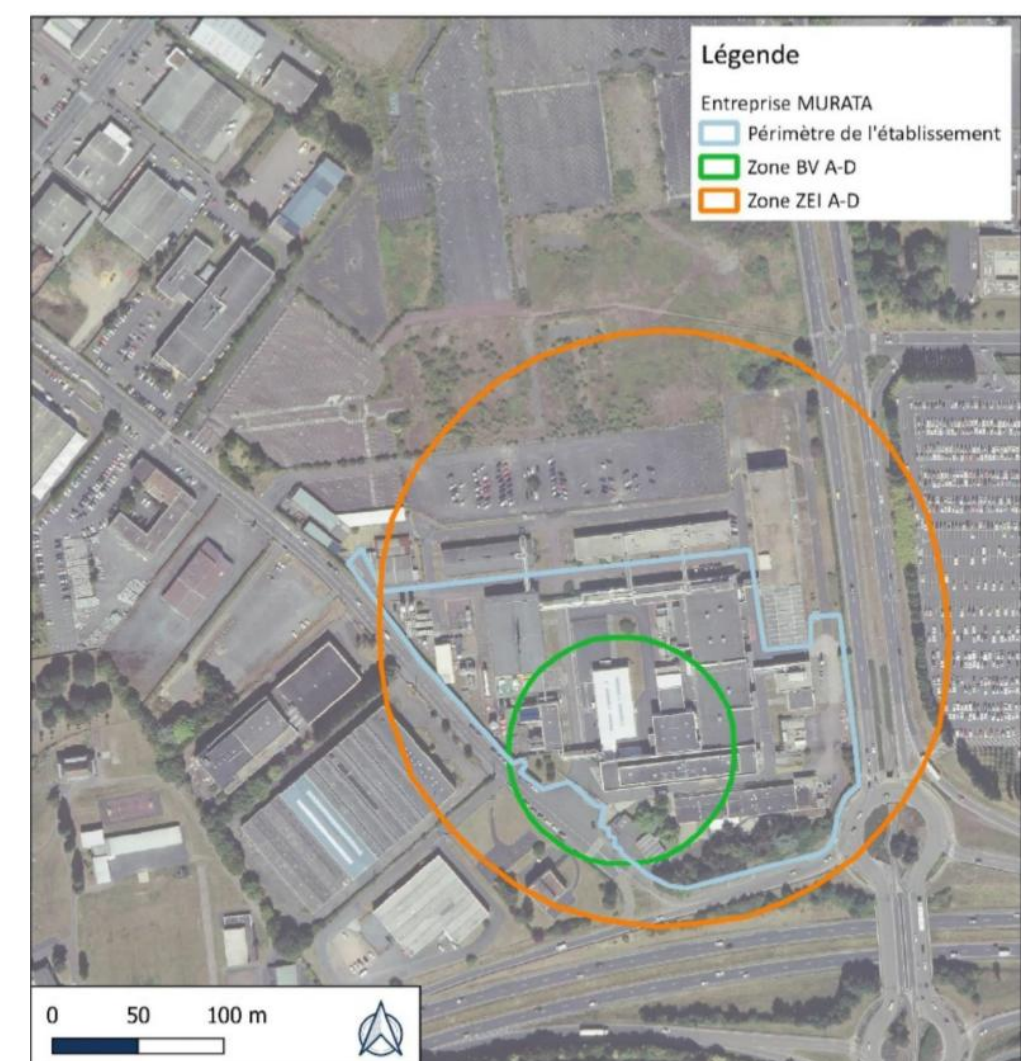 Légende
Entreprise MURATA
Périmètre de l'établissement
Zone BV A-D
Zone ZEI A-D
0 50 100 m